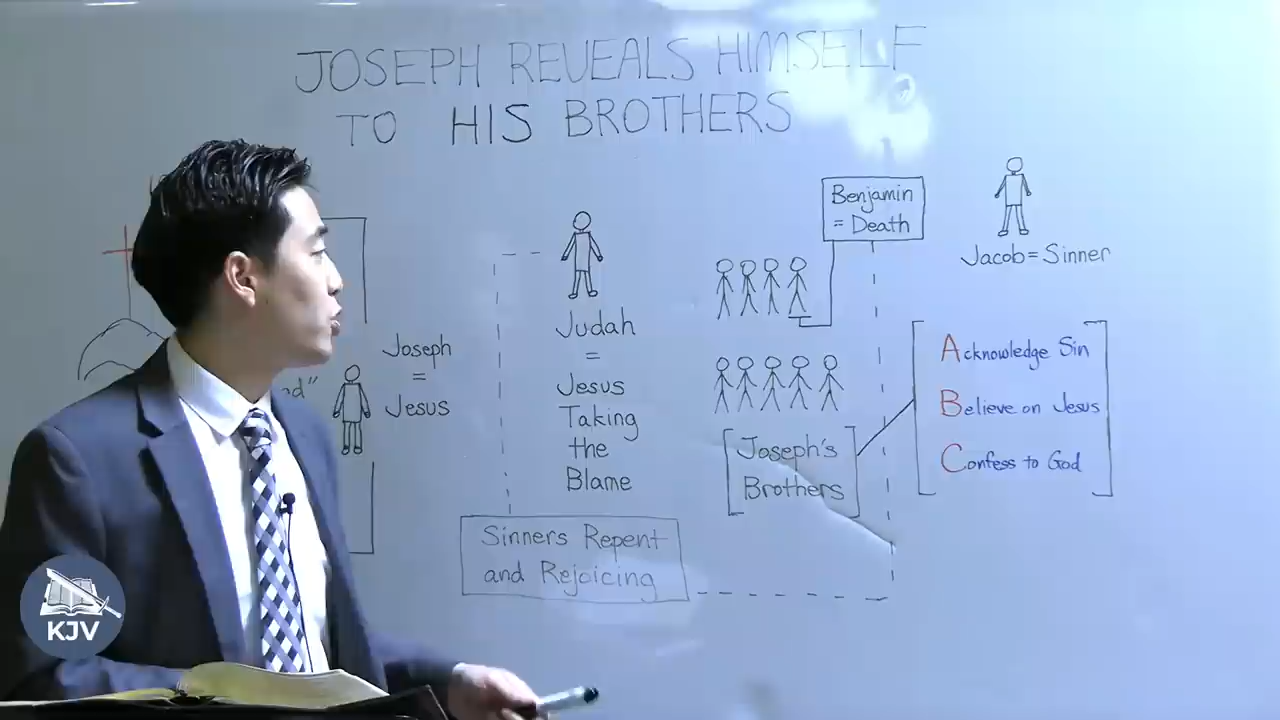 JOSEPH REVEALS HIMSELF
TO HIS BROTHERS
Benjamin
= Death
Jacob=Sinner
Judah
=
Jesus
Taking
the
Blame
Joseph
=
Jesus
Acknowledge Sin
Believe on Jesus
Confess to God
Joseph's
Brothers
Sinners Repent
and Rejoicing
KJV